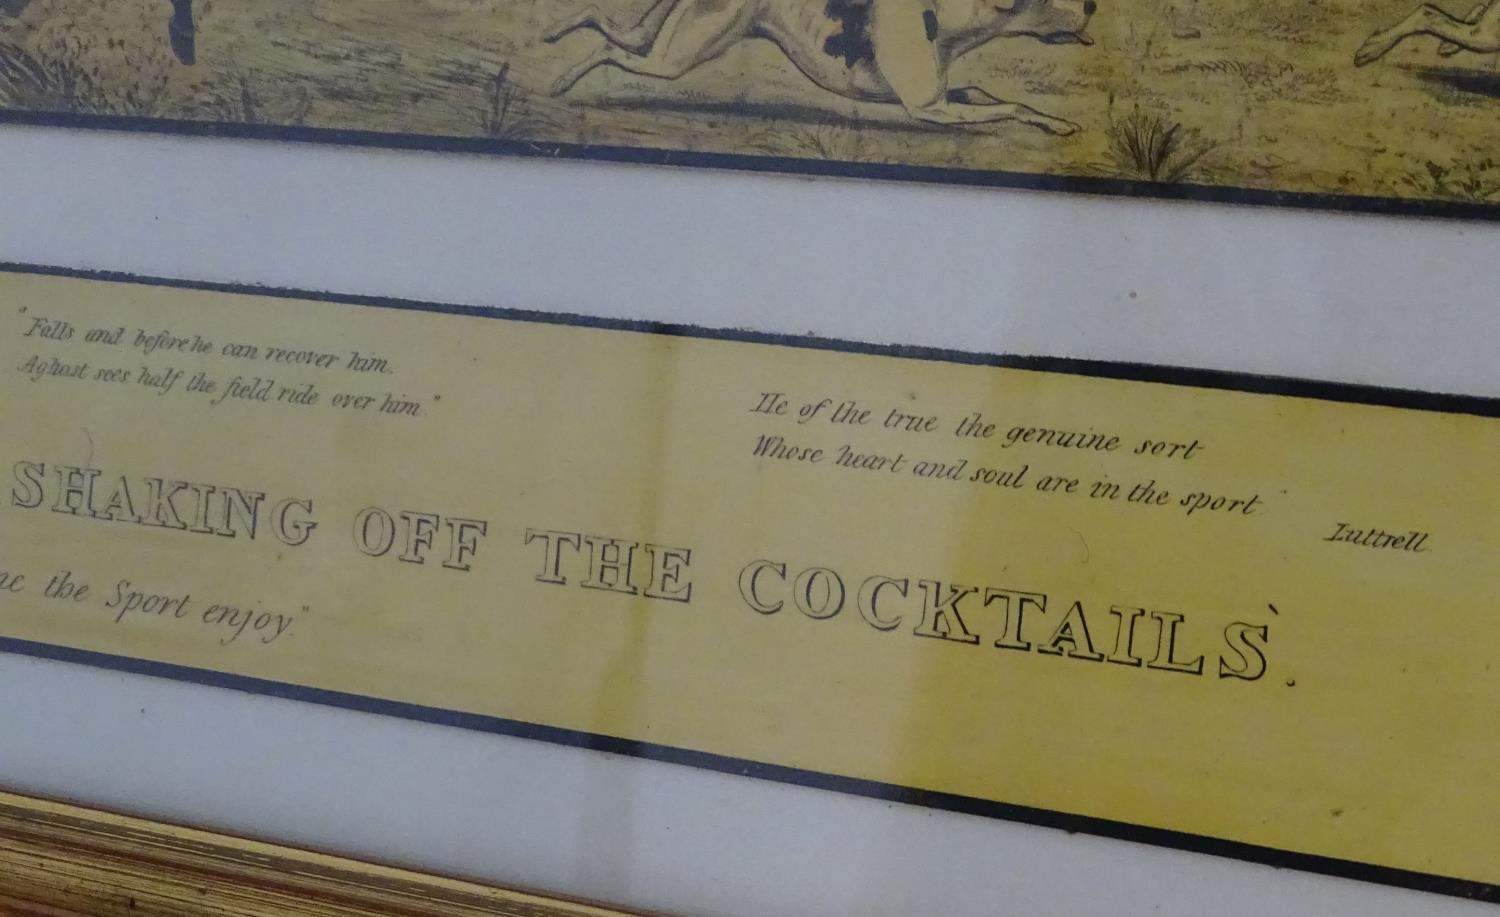 "Falls and before he can recover him.
Aghast sees half the field ride over him."
He of the true the genuine sort
Whose heart and soul are in the sport.
Luttrell.
SHAKING OFF THE COCKTAILS.
the Sport enjoy."